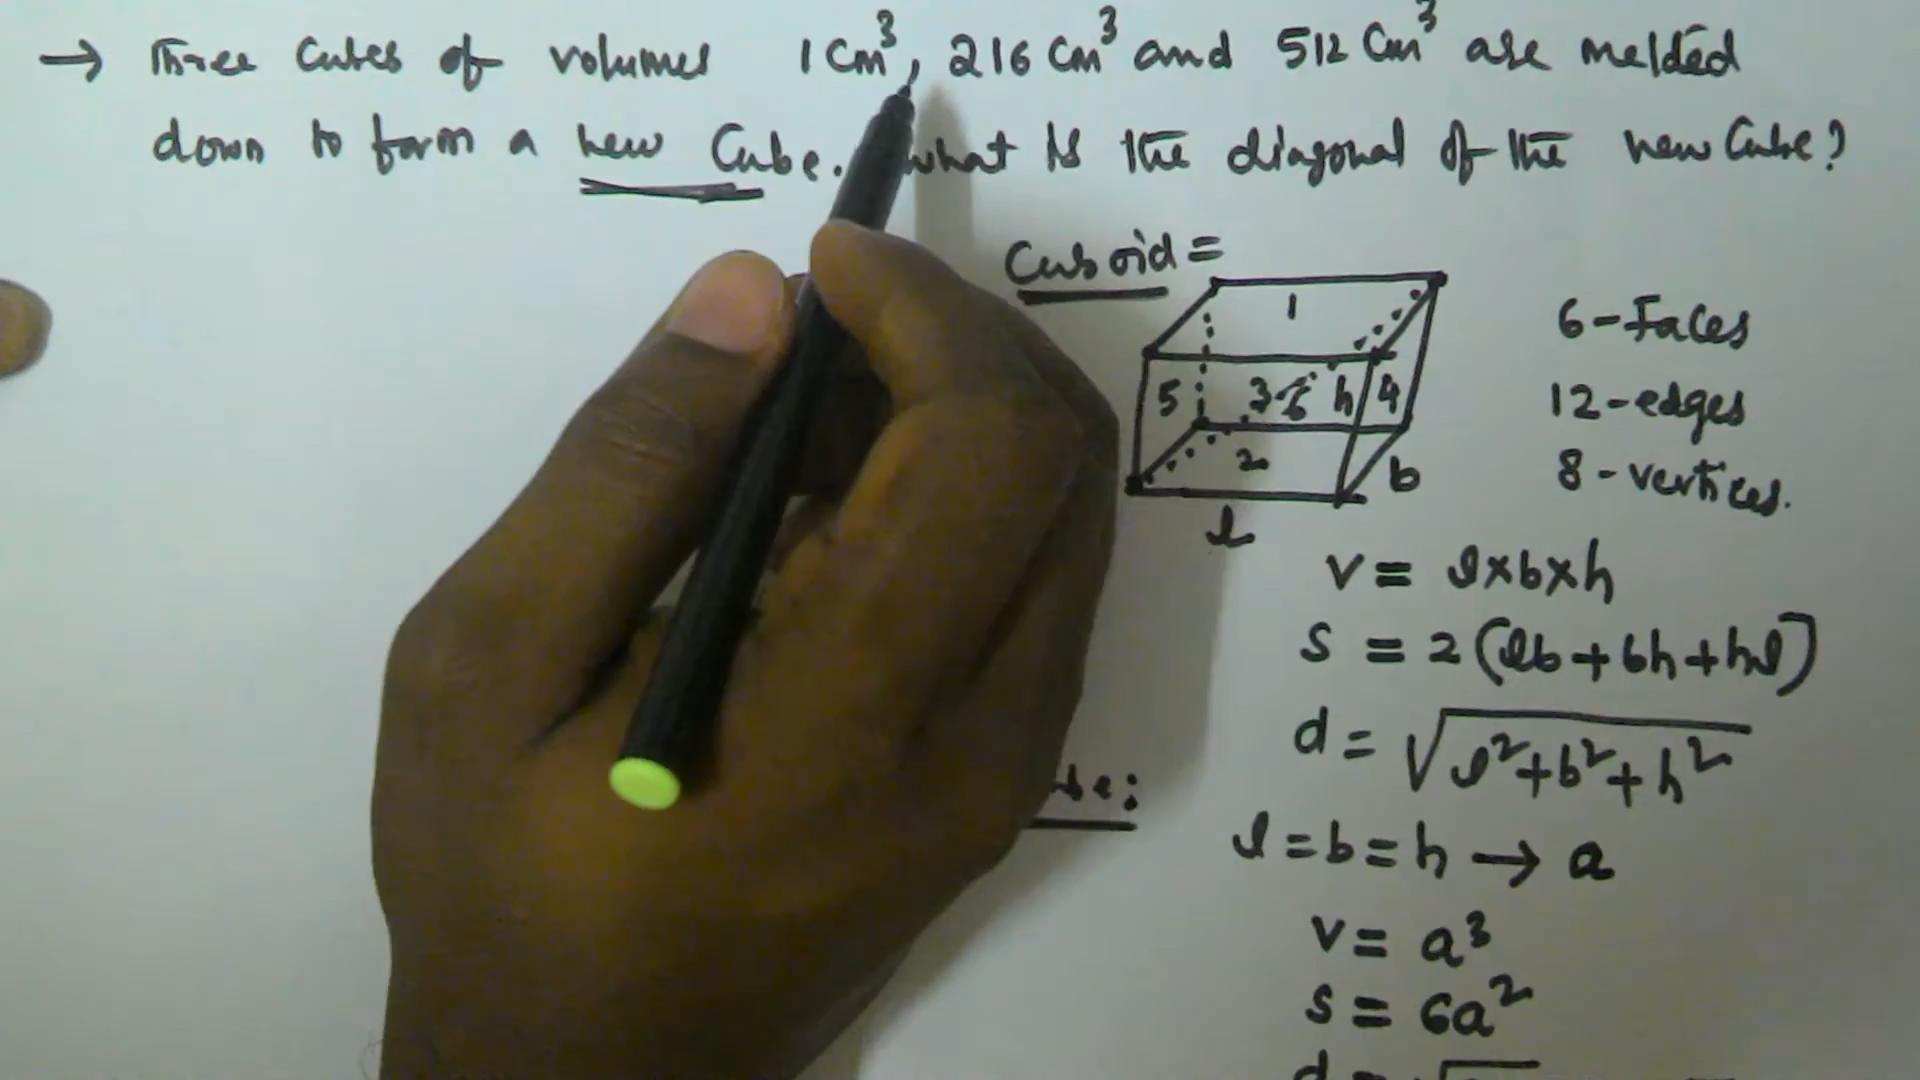 → Three Cubes of volumes 1 Cm³, 216 Cm³ and 512 Cm³ are melded
down to form a new Cube. what is the diagonal of the new Cube?
Cuboid =
1
5 3 6 h 4
2 b
l
6 - Faces
12 - edges
8 - vertices.
V = l×b×h
S = 2 (lb + bh + hl)
d = √l² + b² + h²
be:
l = b = h → a
V = a³
S = 6a²
d = √